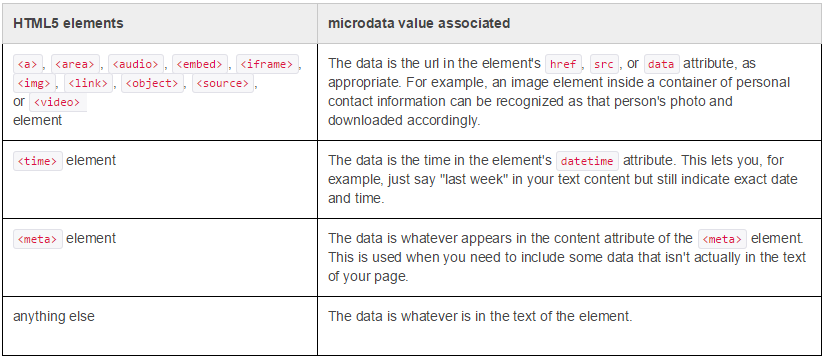 HTML5 elements
microdata value associated
<a>, <area>, <audio>, <embed>, <iframe>,
<img>, <link>, <object>, <source>,
or <video>
element
The data is the url in the element's href, src, or data attribute, as
appropriate. For example, an image element inside a container of personal
contact information can be recognized as that person's photo and
downloaded accordingly.
<time> element
The data is the time in the element's datetime attribute. This lets you, for
example, just say "last week" in your text content but still indicate exact date
and time.
<meta> element
The data is whatever appears in the content attribute of the <meta> element.
This is used when you need to include some data that isn't actually in the text
of your page.
anything else
The data is whatever is in the text of the element.